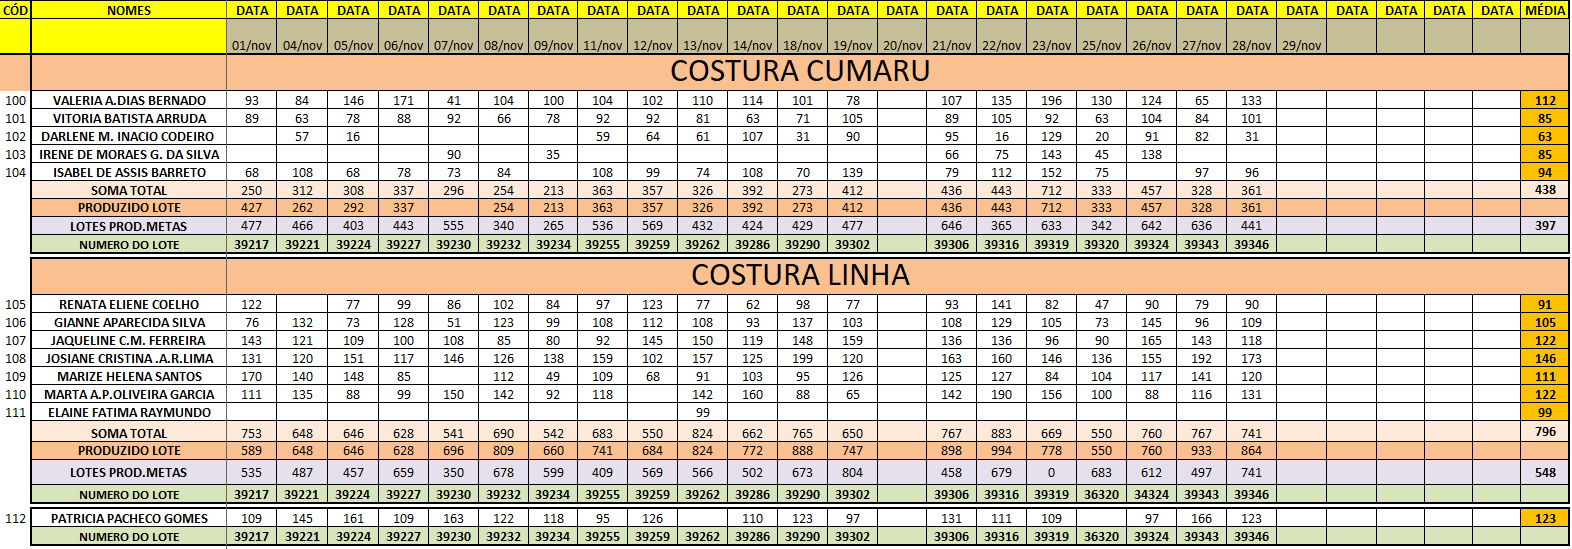 CÓD NOMES DATA DATA DATA DATA DATA DATA DATA DATA DATA DATA DATA DATA DATA DATA DATA DATA DATA DATA DATA DATA DATA DATA DATA DATA DATA DATA MÉDIA
01/nov 04/nov 05/nov 06/nov 07/nov 08/nov 09/nov 11/nov 12/nov 13/nov 14/nov 18/nov 19/nov 20/nov 21/nov 22/nov 23/nov 25/nov 26/nov 27/nov 28/nov 29/nov
COSTURA CUMARU
100 VALERIA A.DIAS BERNADO 93 84 146 171 41 104 100 104 102 110 114 101 78 107 135 196 130 124 65 133 112
101 VITORIA BATISTA ARRUDA 89 63 78 88 92 66 78 92 92 81 63 71 105 89 105 92 63 104 84 101 85
102 DARLENE M. INACIO CODEIRO 57 16 59 64 61 107 31 90 95 16 129 20 91 82 31 63
103 IRENE DE MORAES G. DA SILVA 90 35 66 75 143 45 138 85
104 ISABEL DE ASSIS BARRETO 68 108 68 78 73 84 108 99 74 108 70 139 79 112 152 75 97 96 94
SOMA TOTAL 250 312 308 337 296 254 213 363 357 326 392 273 412 436 443 712 333 457 328 361 438
PRODUZIDO LOTE 427 262 292 337 254 213 363 357 326 392 273 412 436 443 712 333 457 328 361
LOTES PROD.METAS 477 466 403 443 555 340 265 536 569 432 424 429 477 646 365 633 342 642 636 441 397
NUMERO DO LOTE 39217 39221 39224 39227 39230 39232 39234 39255 39259 39262 39286 39290 39302 39306 39316 39319 39320 39324 39343 39346
COSTURA LINHA
105 RENATA ELIENE COELHO 122 77 99 86 102 84 97 123 77 62 98 77 93 141 82 47 90 79 90 91
106 GIANNE APARECIDA SILVA 76 132 73 128 51 123 99 108 112 108 93 137 103 108 129 105 73 145 96 109 105
107 JAQUELINE C.M. FERREIRA 143 121 109 100 108 85 80 92 145 150 119 148 159 136 136 96 90 165 143 118 122
108 JOSIANE CRISTINA .A.R.LIMA 131 120 151 117 146 126 138 159 102 157 125 199 120 163 160 146 136 155 192 173 146
109 MARIZE HELENA SANTOS 170 140 148 85 112 49 109 68 91 103 95 126 125 127 84 104 117 141 120 111
110 MARTA A.P.OLIVEIRA GARCIA 111 135 88 99 150 142 92 118 142 160 88 65 142 190 156 100 88 116 131 122
111 ELAINE FATIMA RAYMUNDO 99 99
SOMA TOTAL 753 648 646 628 541 690 542 683 550 824 662 765 650 767 883 669 550 760 767 741 796
PRODUZIDO LOTE 589 648 646 628 696 809 660 741 684 824 772 888 747 898 994 778 550 760 933 864
LOTES PROD.METAS 535 487 457 659 350 678 599 409 569 566 502 673 804 458 679 0 683 612 497 741 548
NUMERO DO LOTE 39217 39221 39224 39227 39230 39232 39234 39255 39259 39262 39286 39290 39302 39306 39316 39319 36320 34324 39343 39346
112 PATRICIA PACHECO GOMES 109 145 161 109 163 122 118 95 126 110 123 97 131 111 109 97 166 123 123
NUMERO DO LOTE 39217 39221 39224 39227 39230 39232 39234 39255 39259 39262 39286 39290 39302 39306 39316 39319 36320 39324 39343 39346